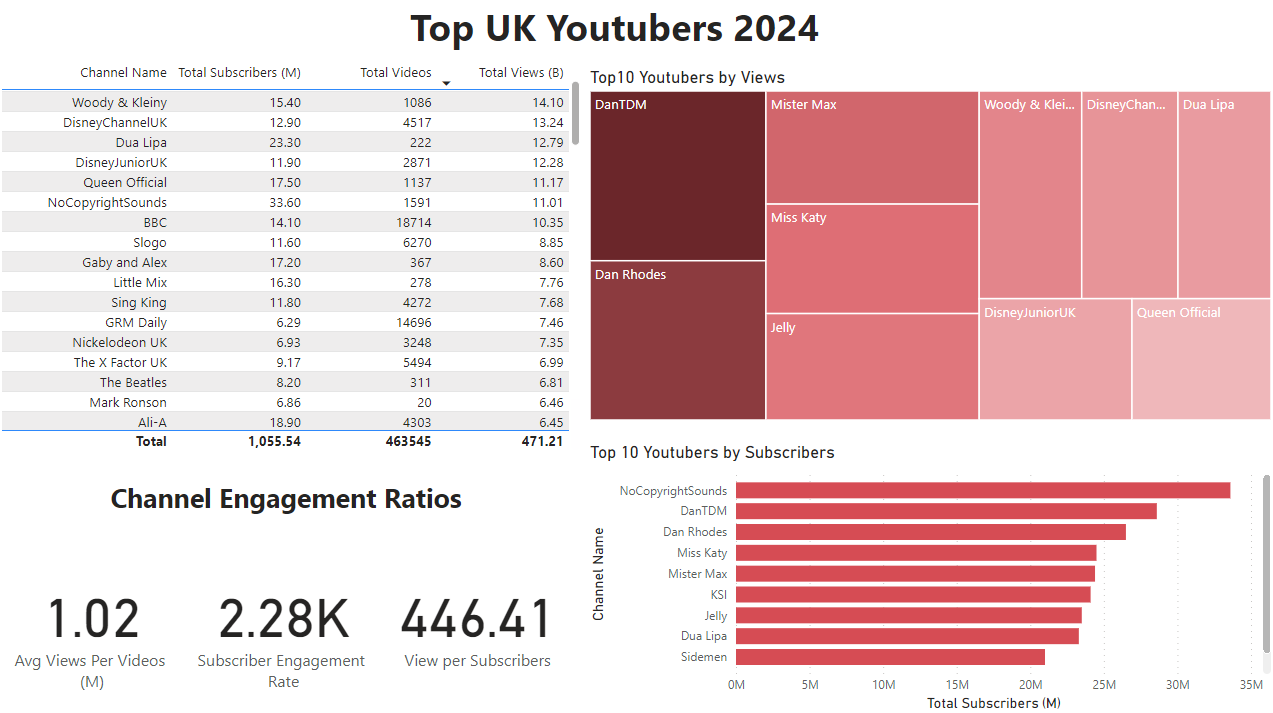 Top UK Youtubers 2024
Channel Name Total Subscribers (M) Total Videos Total Views (B)
Woody & Kleiny 15.40 1086 14.10
DisneyChannelUK 12.90 4517 13.24
Dua Lipa 23.30 222 12.79
DisneyJuniorUK 11.90 2871 12.28
Queen Official 17.50 1137 11.17
NoCopyrightSounds 33.60 1591 11.01
BBC 14.10 18714 10.35
Slogo 11.60 6270 8.85
Gaby and Alex 17.20 367 8.60
Little Mix 16.30 278 7.76
Sing King 11.80 4272 7.68
GRM Daily 6.29 14696 7.46
Nickelodeon UK 6.93 3248 7.35
The X Factor UK 9.17 5494 6.99
The Beatles 8.20 311 6.81
Mark Ronson 6.86 20 6.46
Ali-A 18.90 4303 6.45
Total 1,055.54 463545 471.21
Top10 Youtubers by Views
DanTDM
Mister Max
Woody & Klei...
DisneyChan...
Dua Lipa
Miss Katy
Dan Rhodes
Jelly
DisneyJuniorUK
Queen Official
Channel Engagement Ratios
1.02
Avg Views Per Videos
(M)
2.28K
Subscriber Engagement
Rate
446.41
View per Subscribers
Top 10 Youtubers by Subscribers
Channel Name
NoCopyrightSounds
DanTDM
Dan Rhodes
Miss Katy
Mister Max
KSI
Jelly
Dua Lipa
Sidemen
0M 5M 10M 15M 20M 25M 30M 35M
Total Subscribers (M)